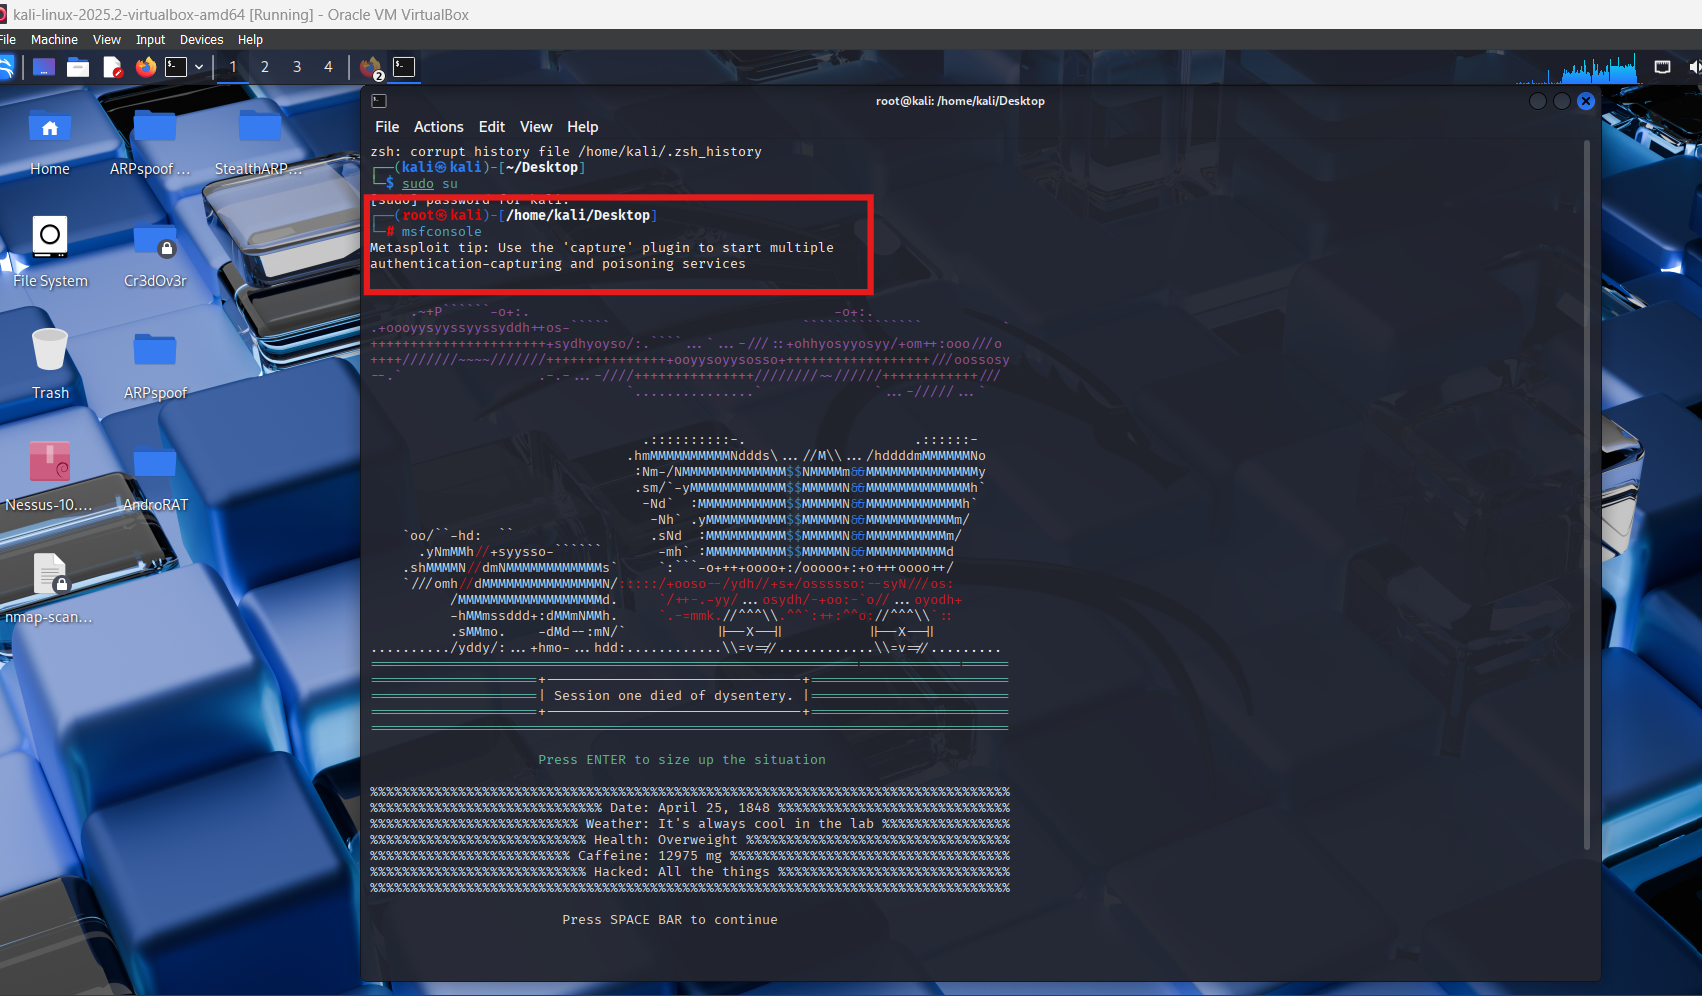 kali-linux-2025.2-virtualbox-amd64 [Running] - Oracle VM VirtualBox
File Machine View Input Devices Help
1 2 3 4
2
root@kali: /home/kali/Desktop
File Actions Edit View Help
Home
ARPspoof ...
StealthARP...
File System
Cr3dOv3r
Trash
ARPspoof
Nessus-10....
AndroRAT
nmap-scan...
zsh: corrupt history file /home/kali/.zsh_history
┌──(kali㉿kali)-[~/Desktop]
└─$ sudo su
[sudo] password for kali:
┌──(root㉿kali)-[/home/kali/Desktop]
└─# msfconsole
Metasploit tip: Use the 'capture' plugin to start multiple
authentication-capturing and poisoning services
Session one died of dysentery.
Press ENTER to size up the situation
Date: April 25, 1848
Weather: It's always cool in the lab
Health: Overweight
Caffeine: 12975 mg
Hacked: All the things
Press SPACE BAR to continue